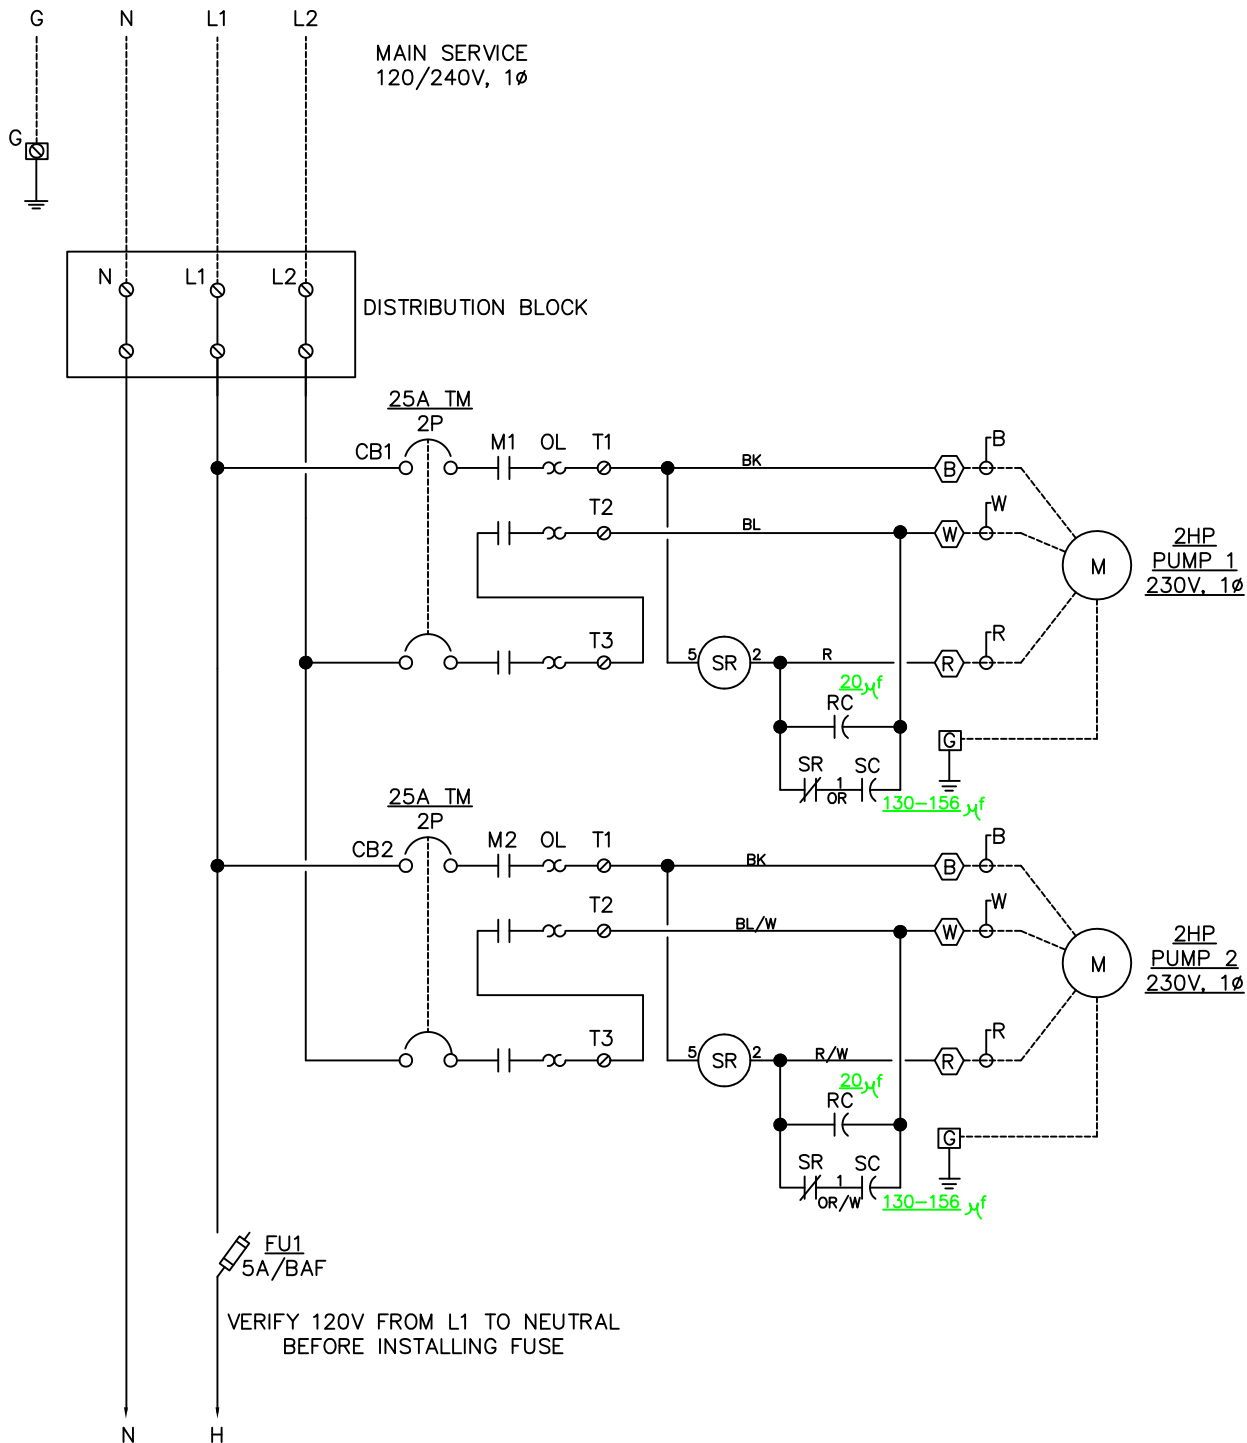 G N L1 L2
MAIN SERVICE
120/240V, 1ø
G
N L1 L2
DISTRIBUTION BLOCK
25A TM
2P
CB1 M1 OL T1
BK
B
B
T2
BL
W
W
2HP
PUMP 1
230V, 1ø
M
T3
5 SR 2
R
R
R
20µf
RC
G
SR 1 SC
OR
130-156 µf
25A TM
2P
CB2 M2 OL T1
BK
B
B
T2
BL/W
W
W
2HP
PUMP 2
230V, 1ø
M
T3
5 SR 2
R/W
R
R
20µf
RC
G
SR 1 SC
OR/W
130-156 µf
FU1
5A/BAF
VERIFY 120V FROM L1 TO NEUTRAL
BEFORE INSTALLING FUSE
N H